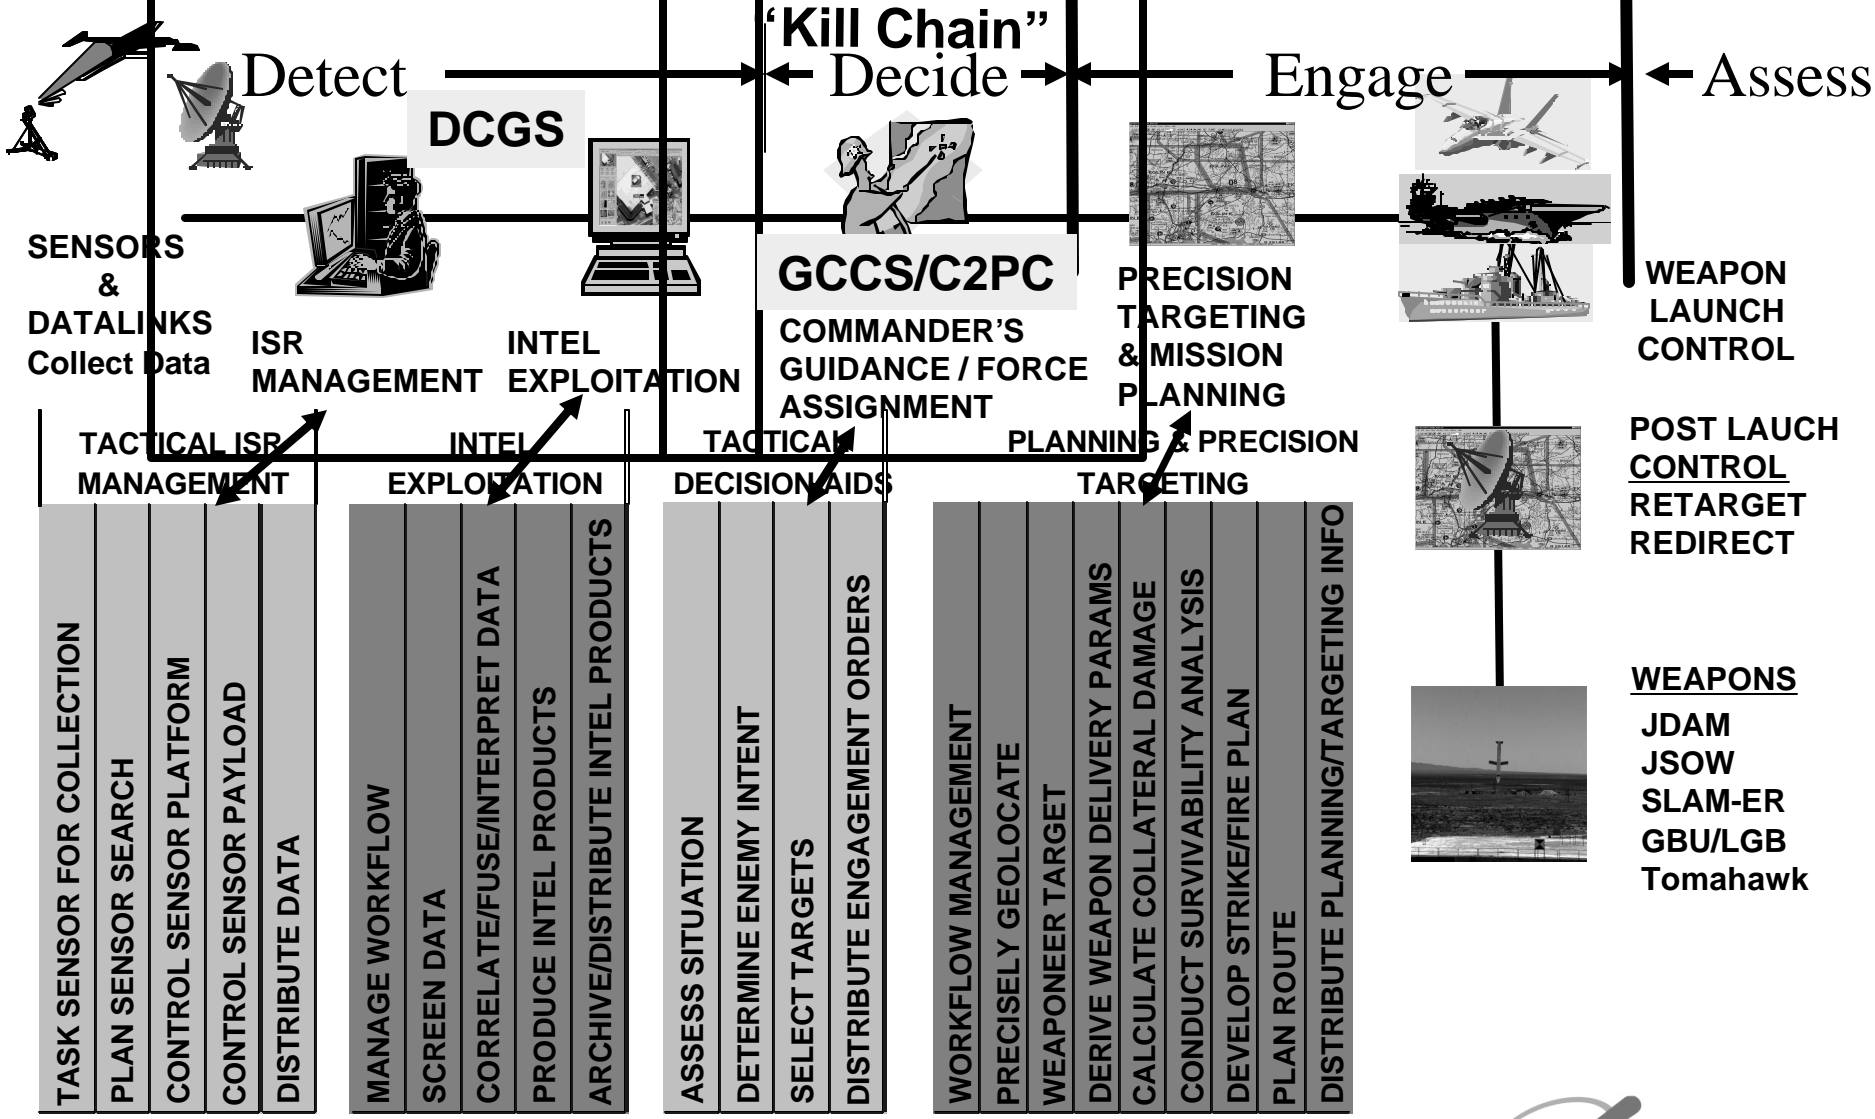 “Kill Chain”
Detect
Decide
Engage
Assess
DCGS
GCCS/C2PC
SENSORS
&
DATALINKS
Collect Data
ISR
MANAGEMENT
INTEL
EXPLOITATION
COMMANDER’S
GUIDANCE / FORCE
ASSIGNMENT
PRECISION
TARGETING
& MISSION
PLANNING
WEAPON
LAUNCH
CONTROL
POST LAUCH
CONTROL
RETARGET
REDIRECT
WEAPONS
JDAM
JSOW
SLAM-ER
GBU/LGB
Tomahawk
TACTICAL ISR
MANAGEMENT
TASK SENSOR FOR COLLECTION
PLAN SENSOR SEARCH
CONTROL SENSOR PLATFORM
CONTROL SENSOR PAYLOAD
DISTRIBUTE DATA
INTEL
EXPLOITATION
MANAGE WORKFLOW
SCREEN DATA
CORRELATE/FUSE/INTERPRET DATA
PRODUCE INTEL PRODUCTS
ARCHIVE/DISTRIBUTE INTEL PRODUCTS
TACTICAL
DECISION AIDS
ASSESS SITUATION
DETERMINE ENEMY INTENT
SELECT TARGETS
DISTRIBUTE ENGAGEMENT ORDERS
PLANNING & PRECISION
TARGETING
WORKFLOW MANAGEMENT
PRECISELY GEOLOCATE
WEAPONEER TARGET
DERIVE WEAPON DELIVERY PARAMS
CALCULATE COLLATERAL DAMAGE
CONDUCT SURVIVABILITY ANALYSIS
DEVELOP STRIKE/FIRE PLAN
PLAN ROUTE
DISTRIBUTE PLANNING/TARGETING INFO